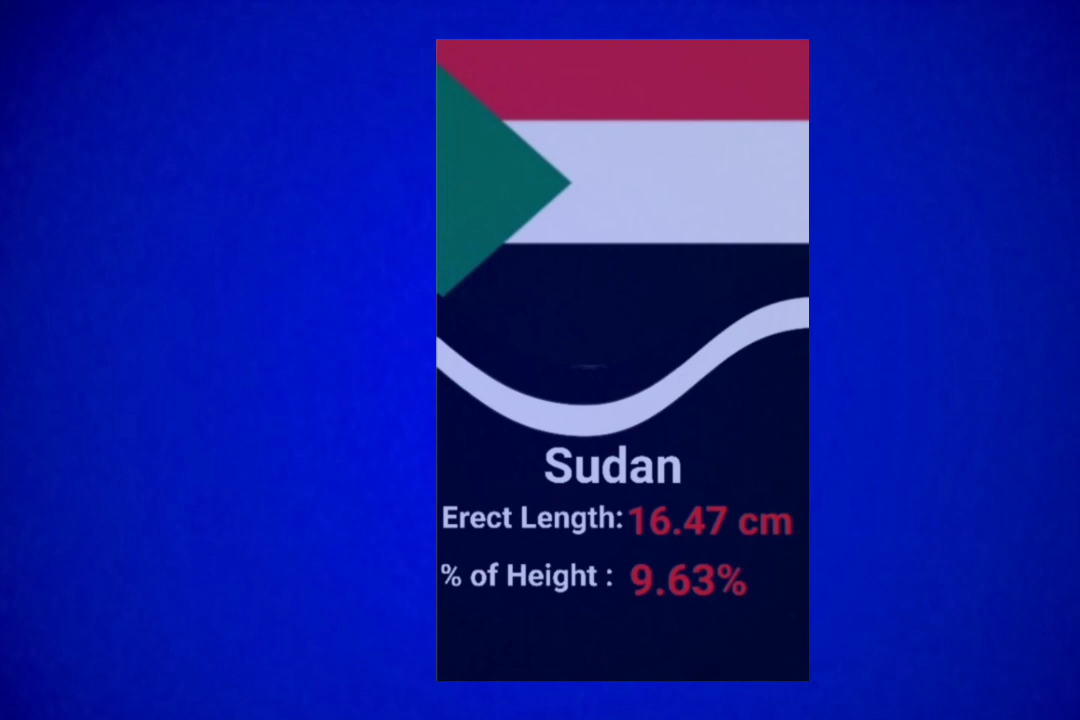 Sudan
Erect Length: 16.47 cm
% of Height : 9.63%